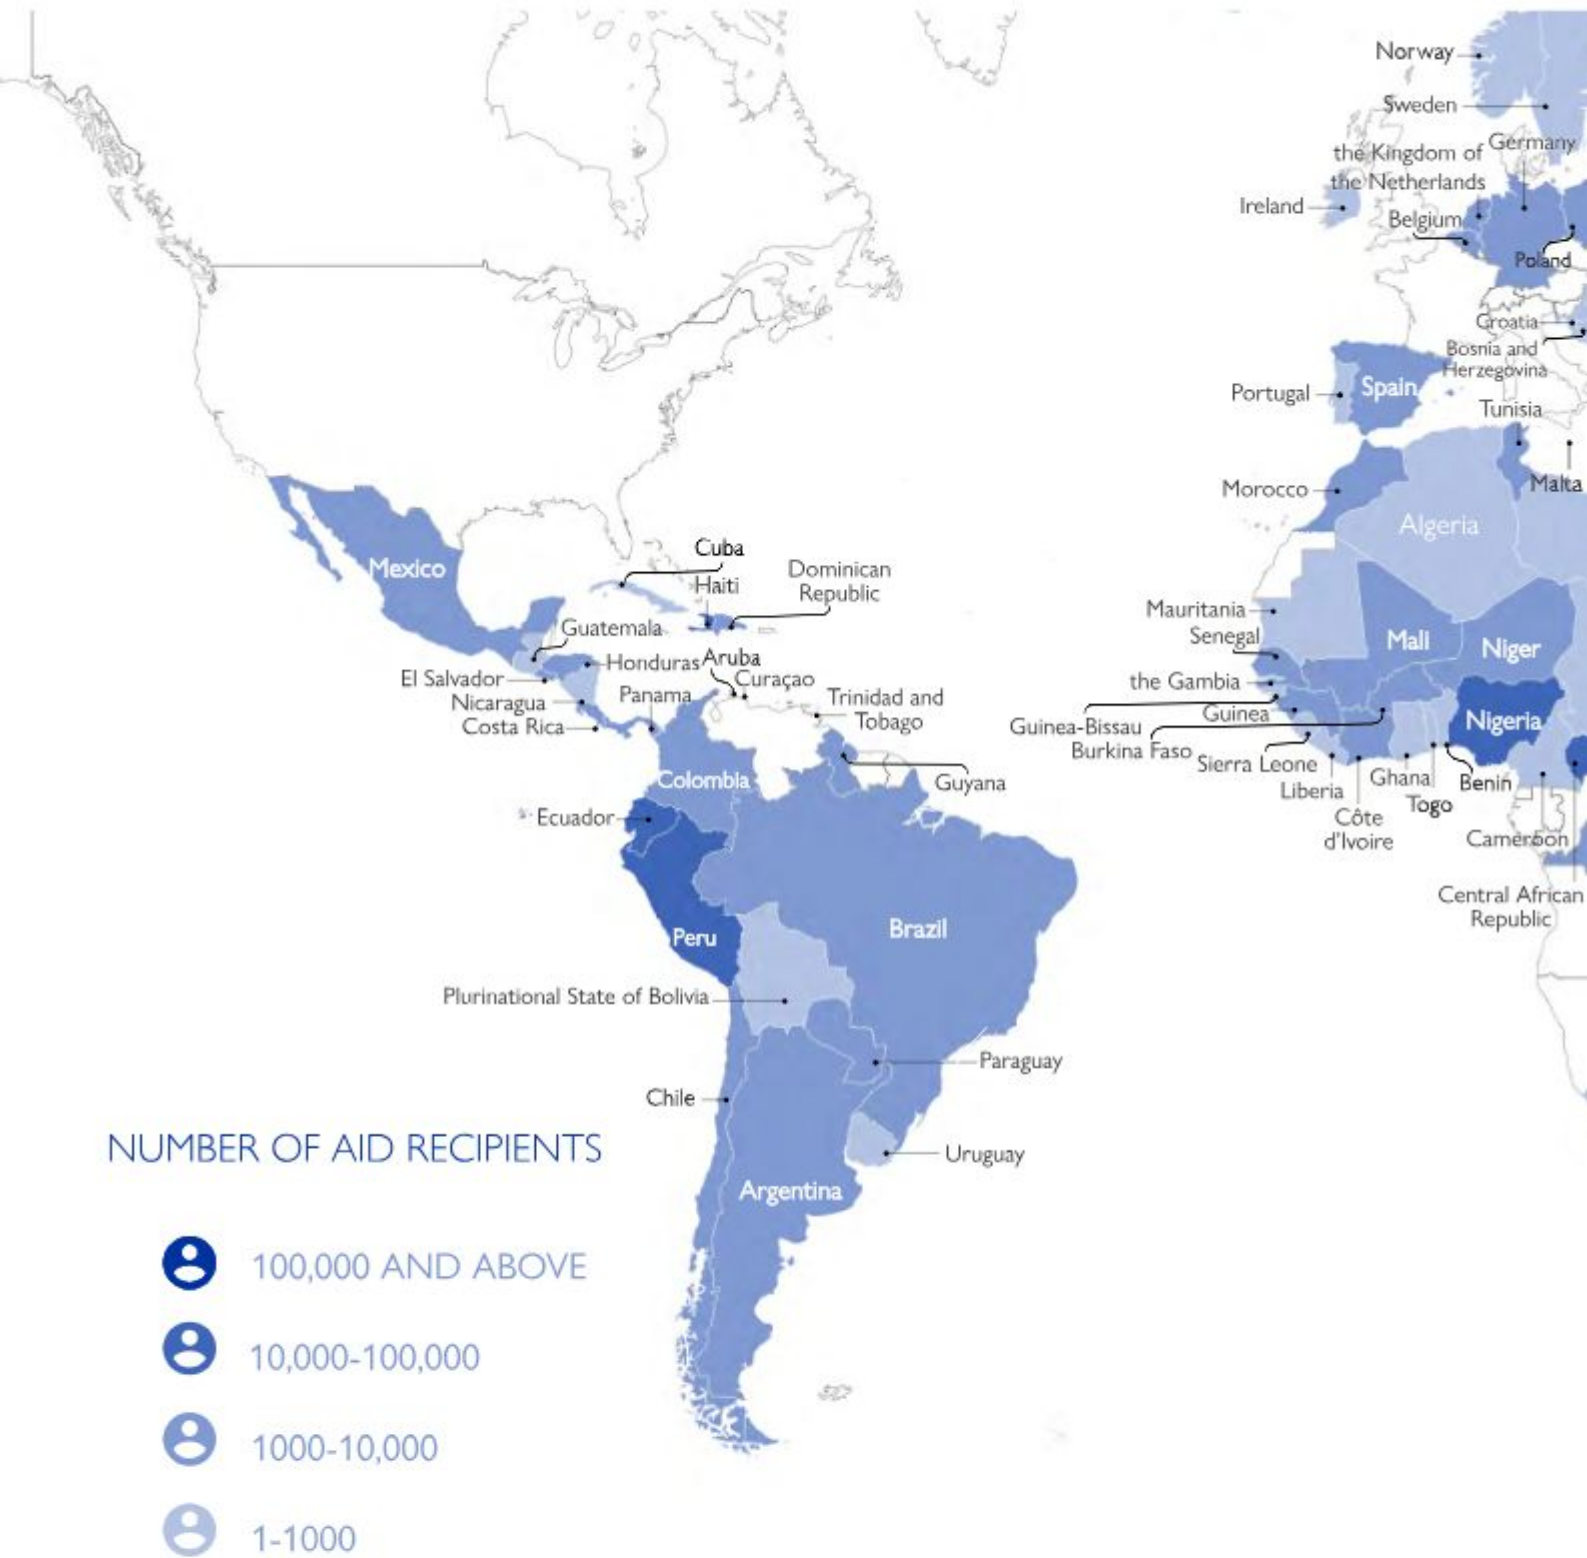 Norway
Sweden
Germany
the Kingdom of
the Netherlands
Ireland
Belgium
Poland
Croatia
Bosnia and
Herzegovina
Portugal
Spain
Tunisia
Malta
Morocco
Algeria
Mexico
Cuba
Haiti
Dominican
Republic
Guatemala
Honduras
Aruba
Curaçao
El Salvador
Nicaragua
Panama
Costa Rica
Trinidad and
Tobago
Mauritania
Senegal
Mali
Niger
the Gambia
Guinea-Bissau
Guinea
Burkina Faso
Nigeria
Sierra Leone
Liberia
Côte
d'Ivoire
Ghana
Togo
Benin
Cameroon
Central African
Republic
Colombia
Guyana
Ecuador
Brazil
Peru
Plurinational State of Bolivia
Paraguay
Chile
Uruguay
Argentina
NUMBER OF AID RECIPIENTS
100,000 AND ABOVE
10,000-100,000
1000-10,000
1-1000